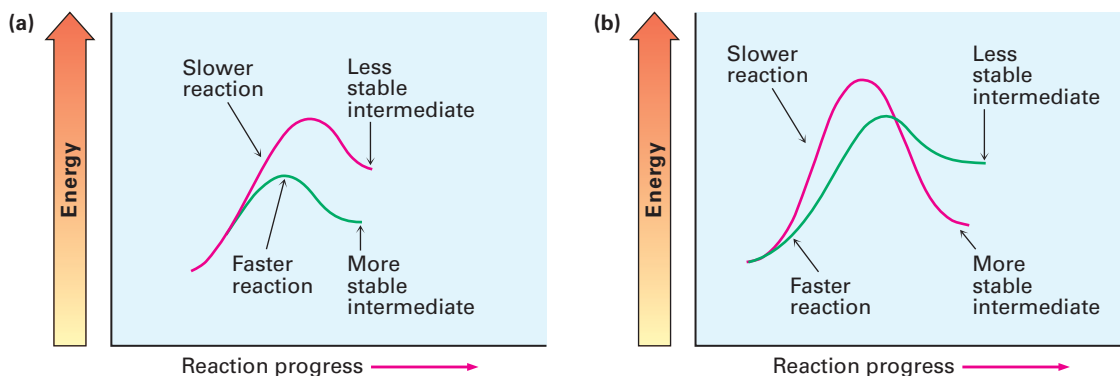 (a)
Energy
Slower
reaction
Less
stable
intermediate
Faster
reaction
More
stable
intermediate
Reaction progress
(b)
Energy
Slower
reaction
Less
stable
intermediate
Faster
reaction
More
stable
intermediate
Reaction progress